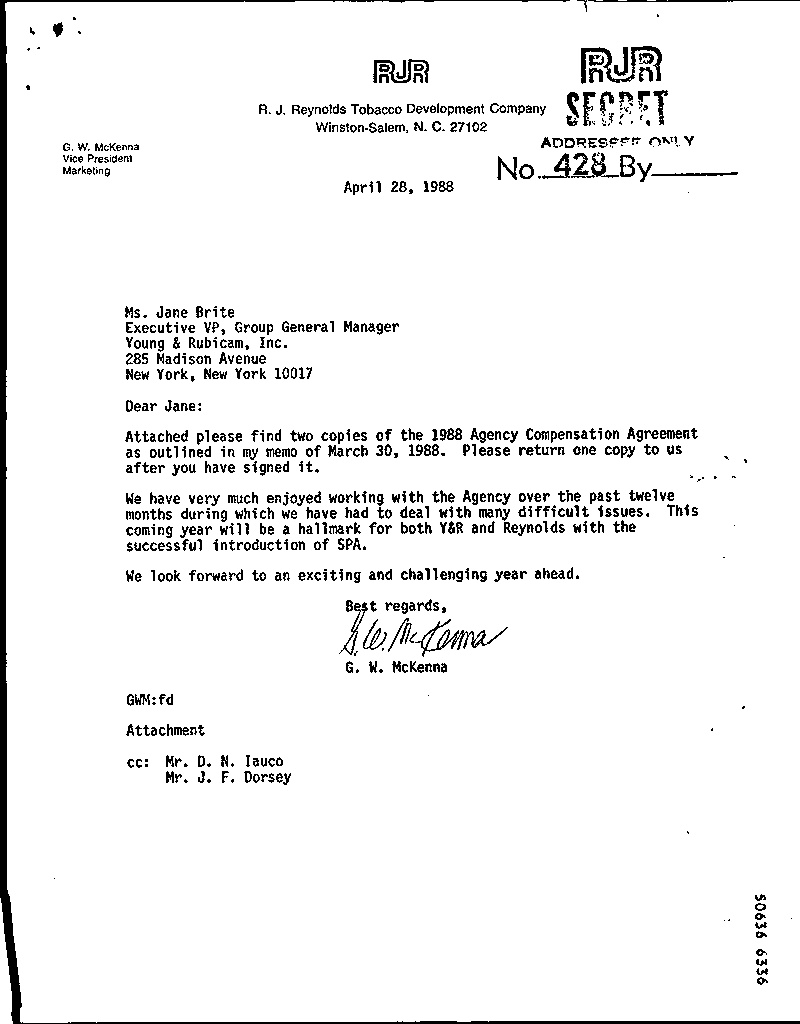 RJR
RJR
SECRET
R. J. Reynolds Tobacco Development Company
Winston-Salem, N. C. 27102
ADDRESSEE ONLY
G. W. McKenna
Vice President
Marketing
No. 428 By
April 28, 1988
Ms. Jane Brite
Executive VP, Group General Manager
Young & Rubicam, Inc.
285 Madison Avenue
New York, New York 10017
Dear Jane:
Attached please find two copies of the 1988 Agency Compensation Agreement
as outlined in my memo of March 30, 1988. Please return one copy to us
after you have signed it.
We have very much enjoyed working with the Agency over the past twelve
months during which we have had to deal with many difficult issues. This
coming year will be a hallmark for both Y&R and Reynolds with the
successful introduction of SPA.
We look forward to an exciting and challenging year ahead.
Best regards,
G. W. McKenna
G. W. McKenna
GWM:fd
Attachment
cc: Mr. D. N. Iauco
Mr. J. F. Dorsey
50636 6336